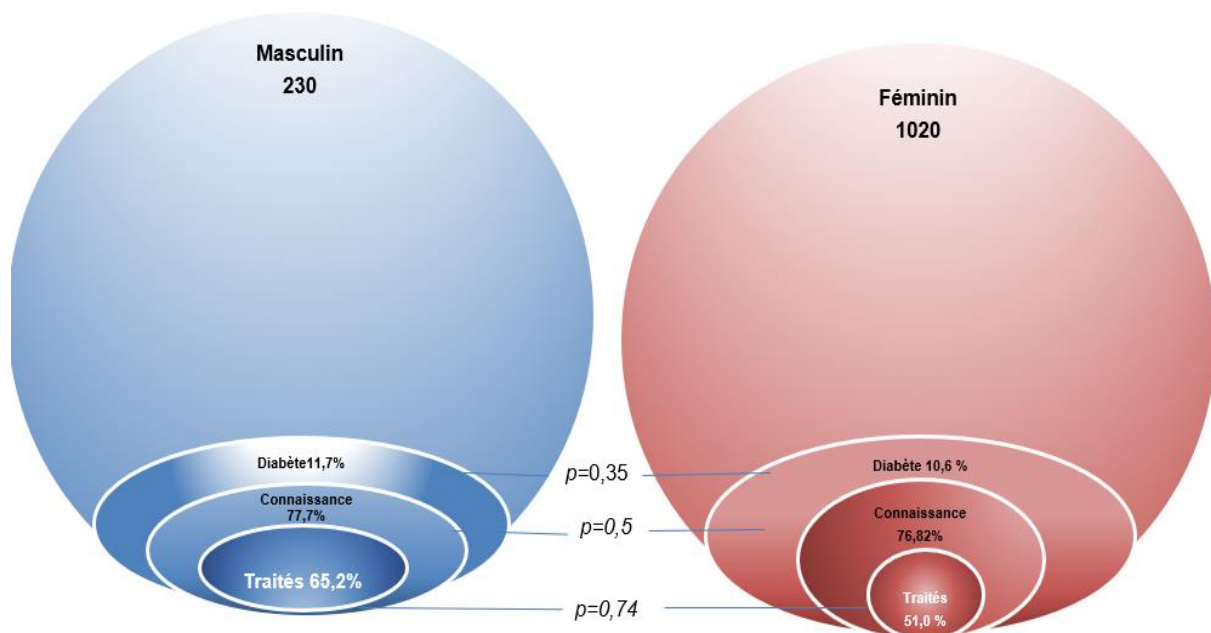 Masculin
230
Féminin
1020
Diabète11,7%
Connaissance
77,7%
Traités 65,2%
p=0,35
p=0,5
p=0,74
Diabète 10,6 %
Connaissance
76,82%
Traités
51,0 %